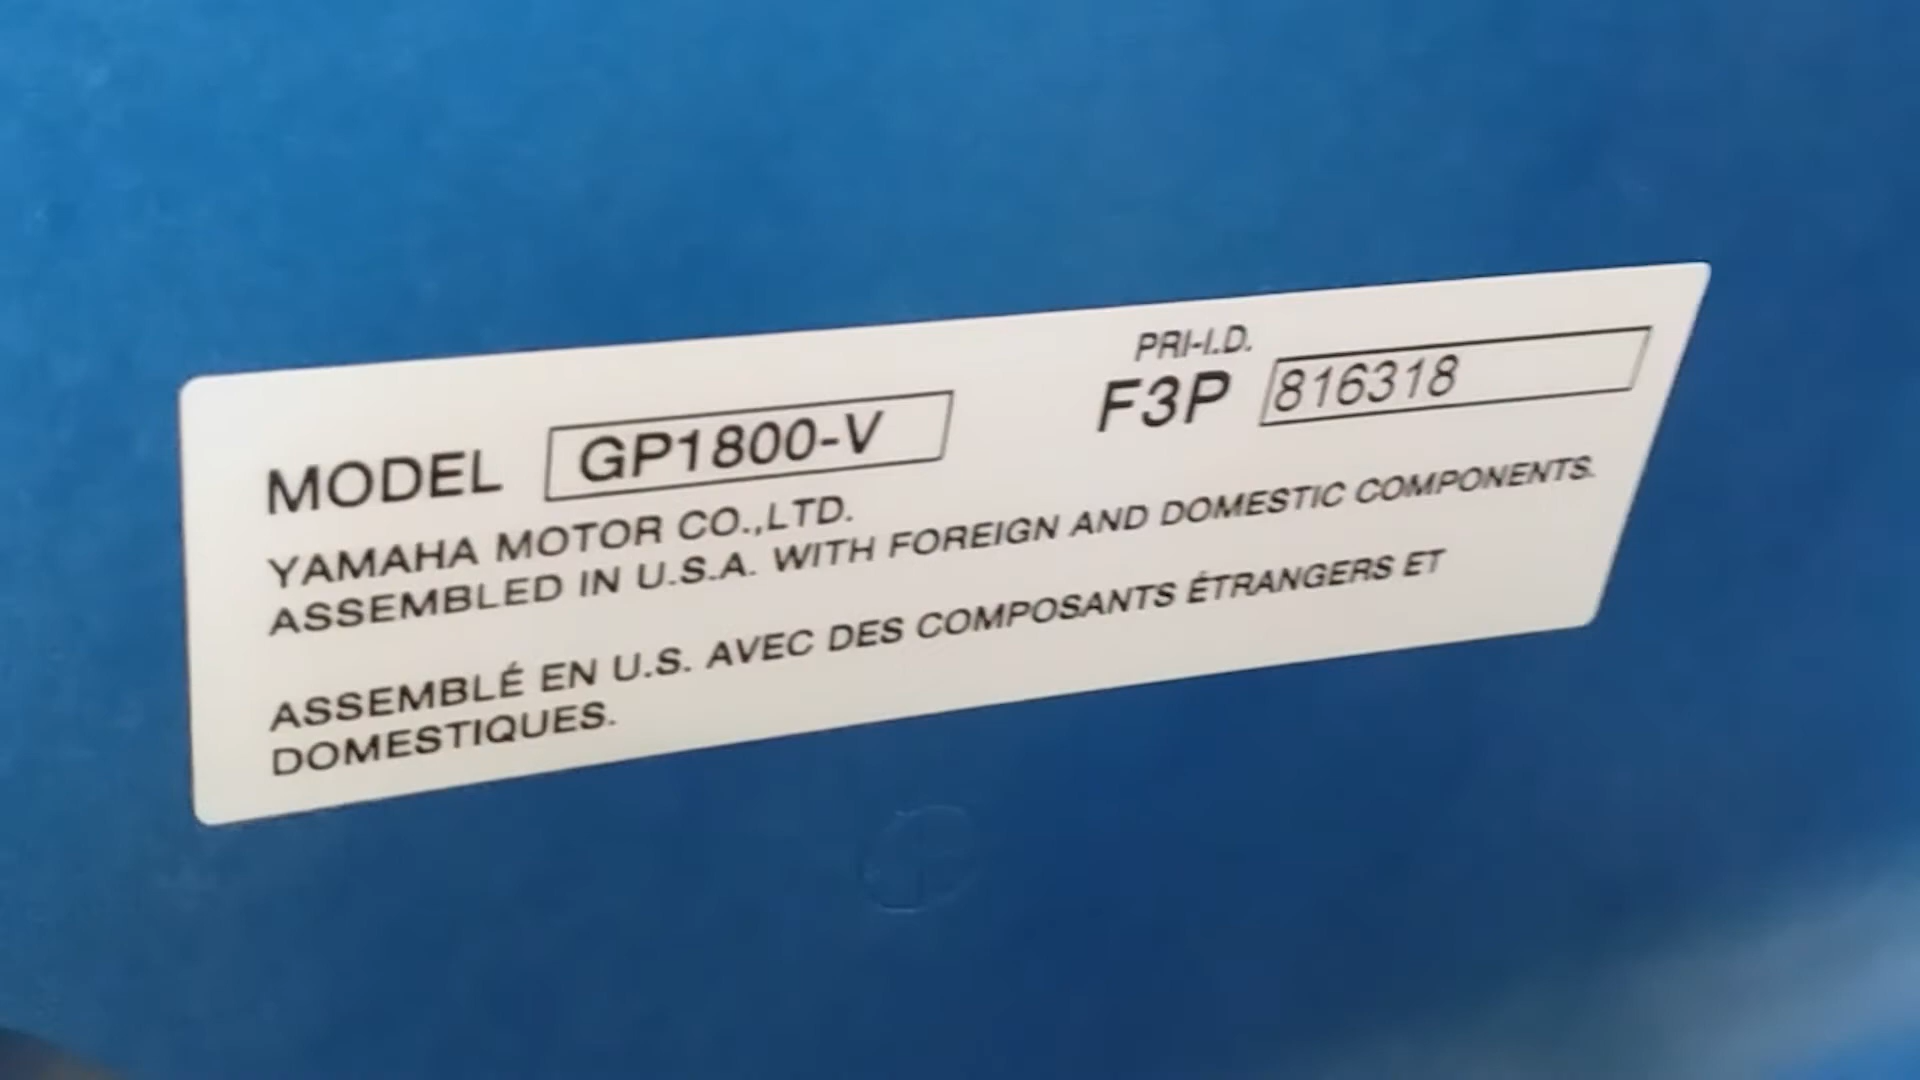 PRI-I.D.
MODEL GP1800-V F3P 816318
YAMAHA MOTOR CO.,LTD.
ASSEMBLED IN U.S.A. WITH FOREIGN AND DOMESTIC COMPONENTS.
ASSEMBLÉ EN U.S. AVEC DES COMPOSANTS ÉTRANGERS ET
DOMESTIQUES.